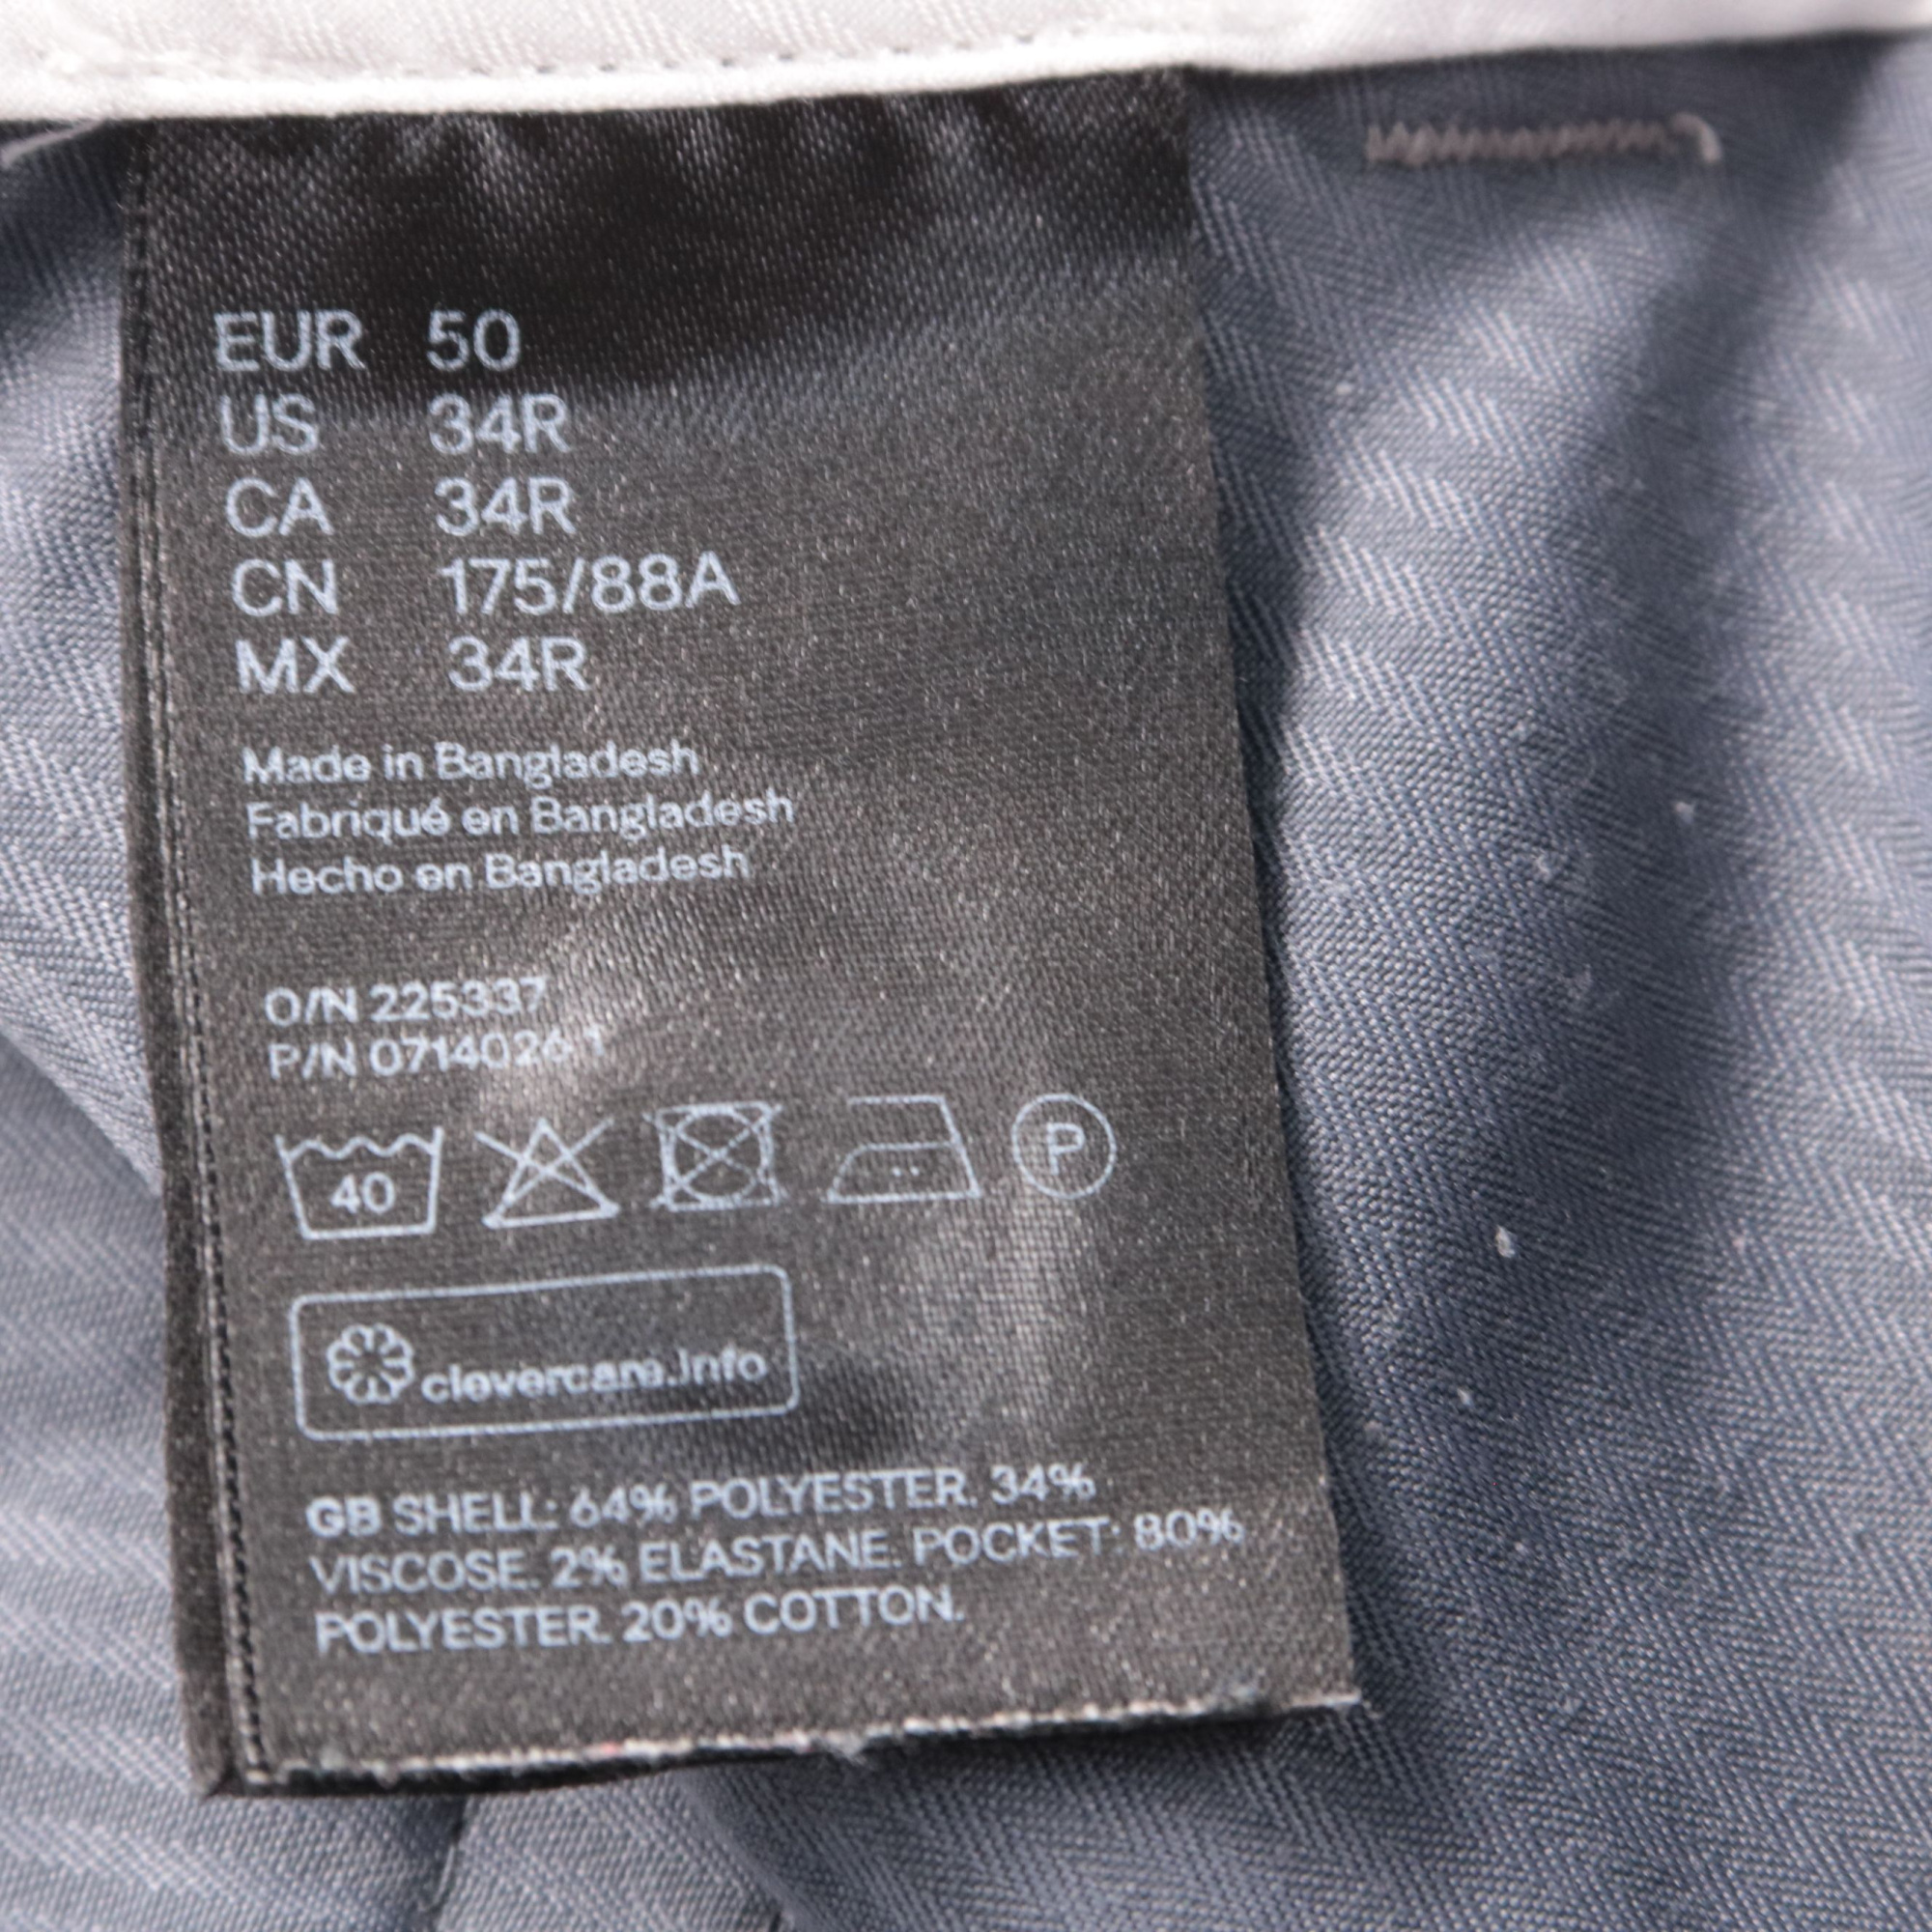 EUR 50
US 34R
CA 34R
CN 175/88A
MX 34R
Made in Bangladesh
Fabriqué en Bangladesh
Hecho en Bangladesh
O/N 225337
P/N
40
P
clevercare.info
GB SHELL: 64% POLYESTER. 34%
VISCOSE. 2% ELASTANE. POCKET: 80%
POLYESTER. 20% COTTON.